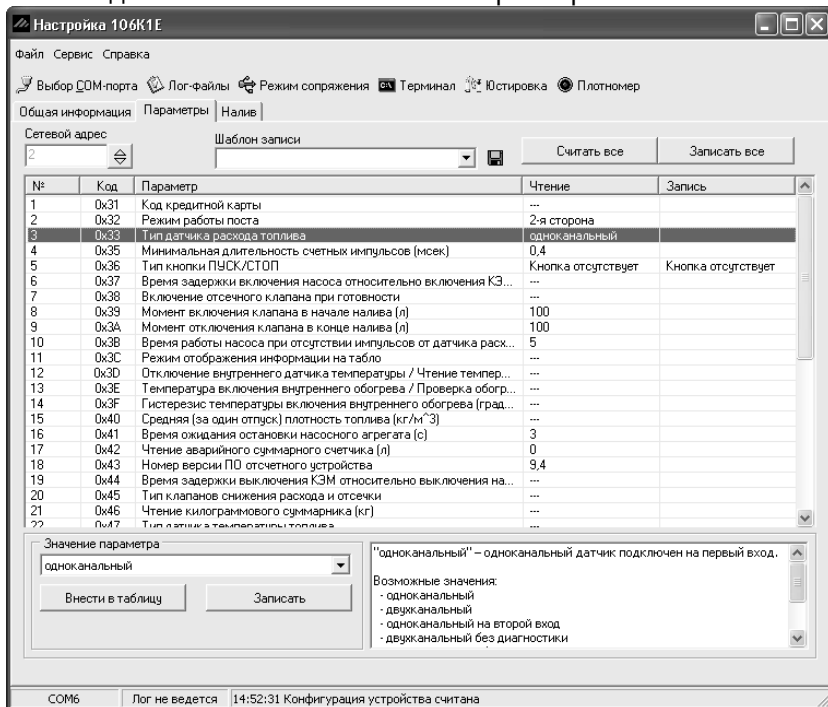 Настройка 106К1Е
Файл Сервис Справка
Выбор COM-порта Лог-файлы Режим сопряжения Терминал Юстировка Плотномер
Общая информация Параметры Налив
Сетевой адрес Шаблон записи
2 Считать все Записать все
№ Код Параметр Чтение Запись
1 0x31 Код кредитной карты ---
2 0x32 Режим работы поста 2-я сторона
3 0x33 Тип датчика расхода топлива одноканальный
4 0x35 Минимальная длительность счетных импульсов (мсек) 0,4
5 0x36 Тип кнопки ПУСК/СТОП Кнопка отсутствует Кнопка отсутствует
6 0x37 Время задержки включения насоса относительно включения КЭ... ---
7 0x38 Включение отсечного клапана при готовности ---
8 0x39 Момент включения клапана в начале налива (л) 100
9 0x3A Момент отключения клапана в конце налива (л) 100
10 0x3B Время работы насоса при отсутствии импульсов от датчика расх... 5
11 0x3C Режим отображения информации на табло ---
12 0x3D Отключение внутреннего датчика температуры / Чтение темпер... ---
13 0x3E Температура включения внутреннего обогрева / Проверка обогр... ---
14 0x3F Гистерезис температуры включения внутреннего обогрева (град... ---
15 0x40 Средняя (за один отпуск) плотность топлива (кг/м^3) ---
16 0x41 Время ожидания остановки насосного агрегата (с) 3
17 0x42 Чтение аварийного суммарного счетчика (л) 0
18 0x43 Номер версии ПО отсчетного устройства 9,4
19 0x44 Время задержки выключения КЭМ относительно выключения на... ---
20 0x45 Тип клапанов снижения расхода и отсечки ---
21 0x46 Чтение килограммового суммарника (кг) ---
22 0x47 Тип датчика температуры топлива ---
Значение параметра
одноканальный
Внести в таблицу Записать
"одноканальный" – одноканальный датчик подключен на первый вход.
Возможные значения:
- одноканальный
- двухканальный
- одноканальный на второй вход
- двухканальный без диагностики
COM6 Лог не ведется 14:52:31 Конфигурация устройства считана